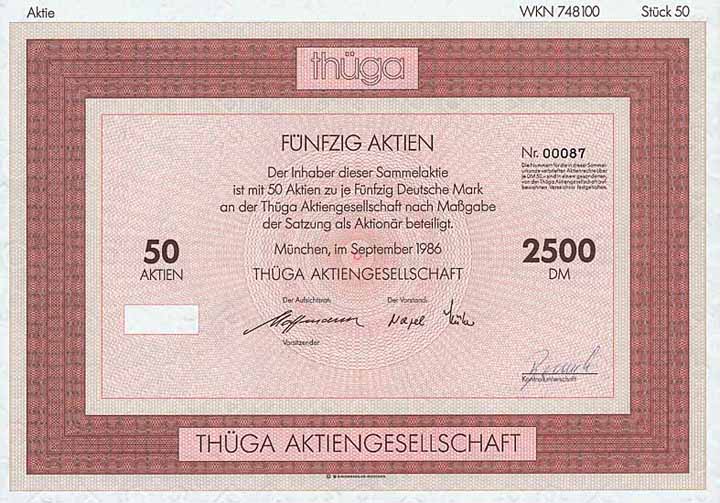 Aktie WKN 748100 Stück 50
thüga
FÜNFZIG AKTIEN
Nr. 00087
Der Inhaber dieser Sammelaktie
ist mit 50 Aktien zu je Fünfzig Deutsche Mark
an der Thüga Aktiengesellschaft nach Maßgabe
der Satzung als Aktionär beteiligt.
München, im September 1986
50
AKTIEN
THÜGA AKTIENGESELLSCHAFT
2500
DM
Der Aufsichtsrat: Der Vorstand:
Vorsitzender
Kontrollunterschrift
THÜGA AKTIENGESELLSCHAFT